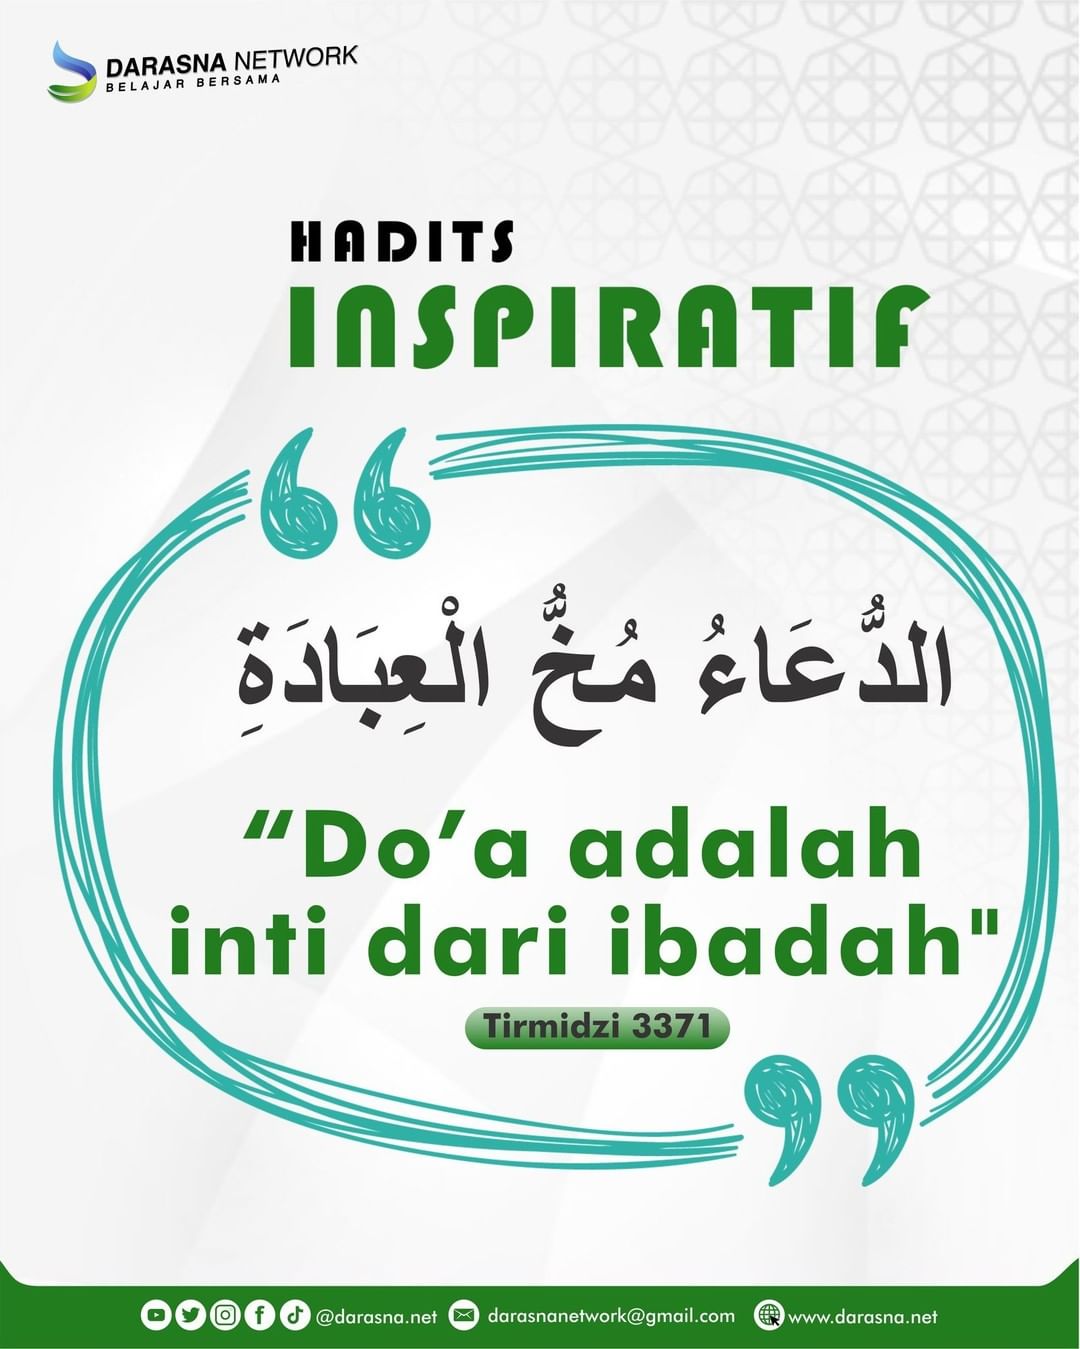 DARASNA NETWORK
BELAJAR BERSAMA
HADITS
INSPIRATIF
الدُّعَاءُ مُخُّ الْعِبَادَةِ
“Do’a adalah
inti dari ibadah"
Tirmidzi 3371
@darasna.net darasnanetwork@gmail.com www.darasna.net